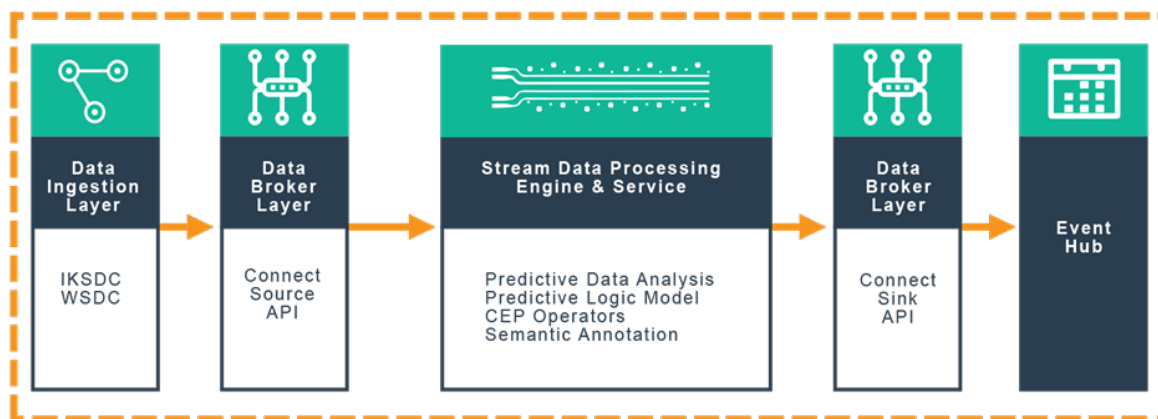 Data
Ingestion
Layer
IKSDC
WSDC
Data
Broker
Layer
Connect
Source
API
Stream Data Processing
Engine & Service
Predictive Data Analysis
Predictive Logic Model
CEP Operators
Semantic Annotation
Data
Broker
Layer
Connect
Sink
API
Event
Hub